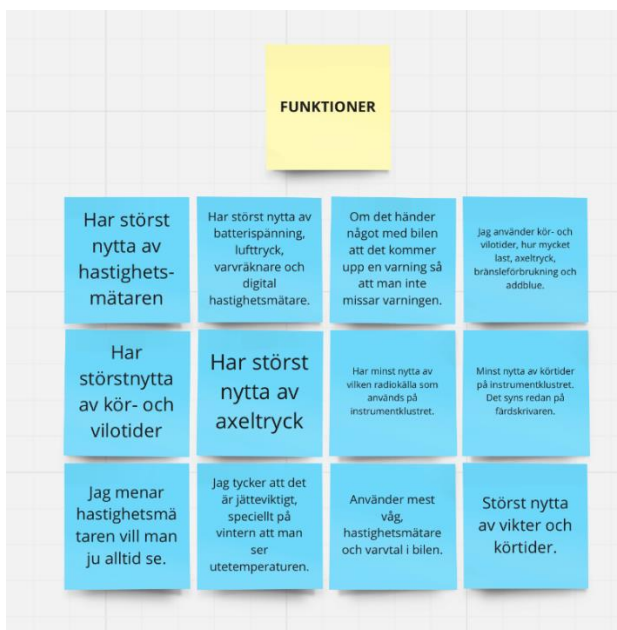 FUNKTIONER
Har störst
nytta av
hastighets-
mätaren
Har störst nytta av
batterispänning,
lufttryck,
varvräknare och
digital
hastighetsmätare.
Om det händer
något med bilen
att det kommer
upp en varning så
att man inte
missar varningen.
Jag använder kör- och
vilotider, hur mycket
last, axeltryck,
bränsleförbrukning och
addblue.
Har
störstnytta
av kör- och
vilotider
Har störst
nytta av
axeltryck
Har minst nytta av
vilken radiokälla som
används på
instrumentklustret.
Minst nytta av körtider
på instrumentklustret.
Det syns redan på
färdskrivaren.
Jag menar
hastighetsmä
taren vill man
ju alltid se.
Jag tycker att det
är jätteviktigt,
speciellt på
vintern att man
ser
utetemperaturen.
Använder mest
våg,
hastighetsmätare
och varvtal i bilen.
Störst nytta
av vikter och
körtider.